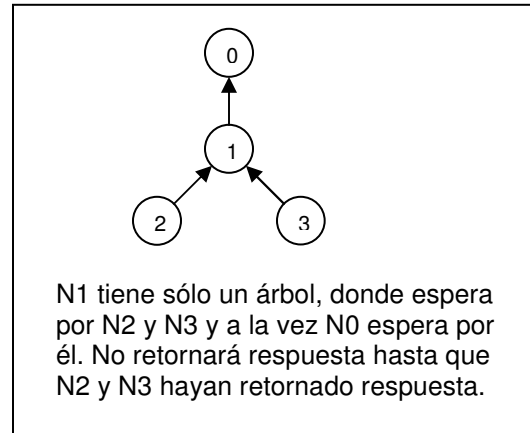 0
1
2 3
N1 tiene sólo un árbol, donde espera
por N2 y N3 y a la vez N0 espera por
él. No retornará respuesta hasta que
N2 y N3 hayan retornado respuesta.